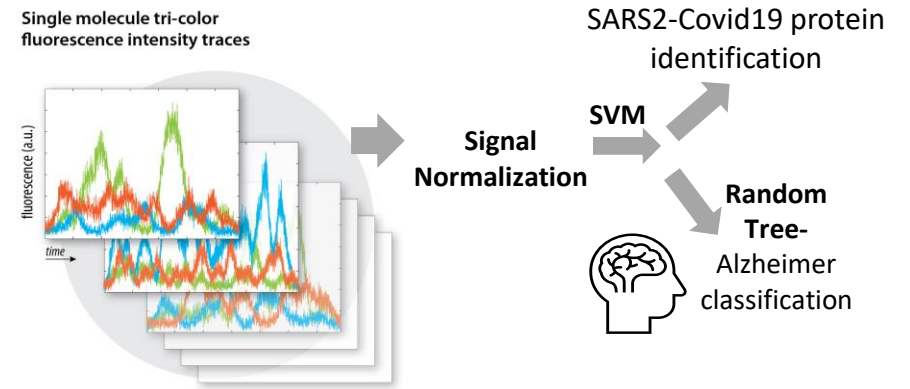 Single molecule tri-color
fluorescence intensity traces
fluorescence (a.u.)
time
Signal
Normalization
SVM
SARS2-Covid19 protein
identification
Random
Tree-
Alzheimer
classification